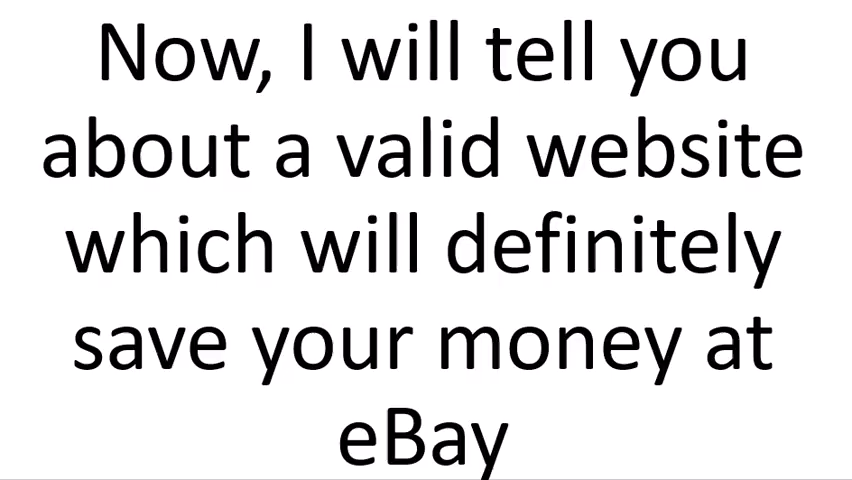 Now, I will tell you
about a valid website
which will definitely
save your money at
eBay